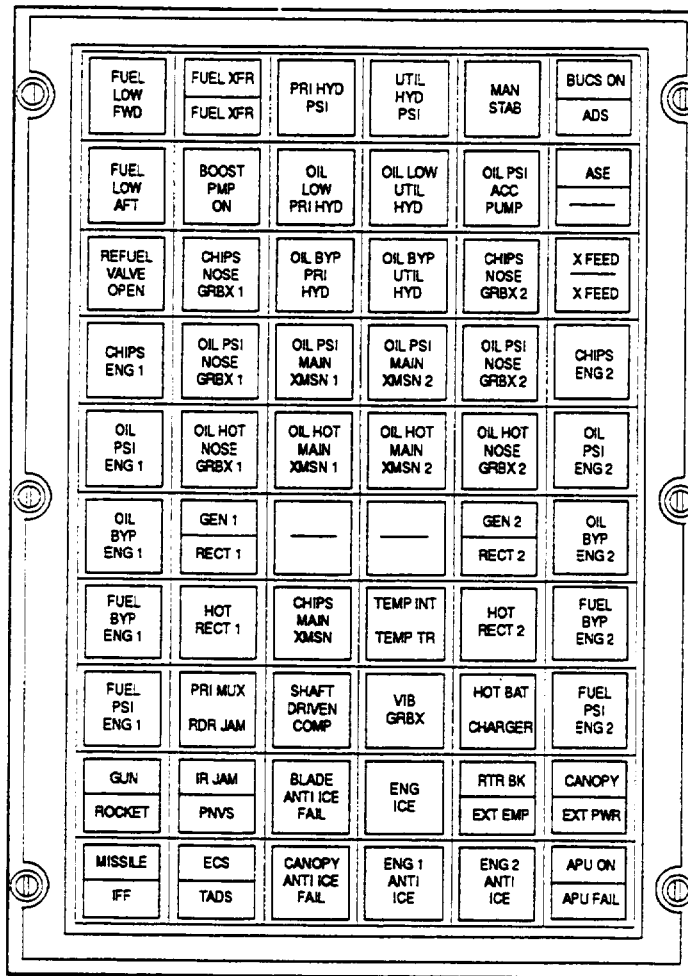 FUEL
LOW
FWD
FUEL XFR
FUEL XFR
PRI HYD
PSI
UTIL
HYD
PSI
MAN
STAB
BUCS ON
ADS
FUEL
LOW
AFT
BOOST
PMP
ON
OIL
LOW
PRI HYD
OIL LOW
UTIL
HYD
OIL PSI
ACC
PUMP
ASE
REFUEL
VALVE
OPEN
CHIPS
NOSE
GRBX 1
OIL BYP
PRI
HYD
OIL BYP
UTIL
HYD
CHIPS
NOSE
GRBX 2
X FEED
X FEED
CHIPS
ENG 1
OIL PSI
NOSE
GRBX 1
OIL PSI
MAIN
XMSN 1
OIL PSI
MAIN
XMSN 2
OIL PSI
NOSE
GRBX 2
CHIPS
ENG 2
OIL
PSI
ENG 1
OIL HOT
NOSE
GRBX 1
OIL HOT
MAIN
XMSN 1
OIL HOT
MAIN
XMSN 2
OIL HOT
NOSE
GRBX 2
OIL
PSI
ENG 2
OIL
BYP
ENG 1
GEN 1
RECT 1
GEN 2
RECT 2
OIL
BYP
ENG 2
FUEL
BYP
ENG 1
HOT
RECT 1
CHIPS
MAIN
XMSN
TEMP INT
TEMP TR
HOT
RECT 2
FUEL
BYP
ENG 2
FUEL
PSI
ENG 1
PRI MUX
RDR JAM
SHAFT
DRIVEN
COMP
VIB
GRBX
HOT BAT
CHARGER
FUEL
PSI
ENG 2
GUN
ROCKET
IR JAM
PNVS
BLADE
ANTI ICE
FAIL
ENG
ICE
RTR BK
EXT EMP
CANOPY
EXT PWR
MISSILE
IFF
ECS
TADS
CANOPY
ANTI ICE
FAIL
ENG 1
ANTI
ICE
ENG 2
ANTI
ICE
APU ON
APU FAIL